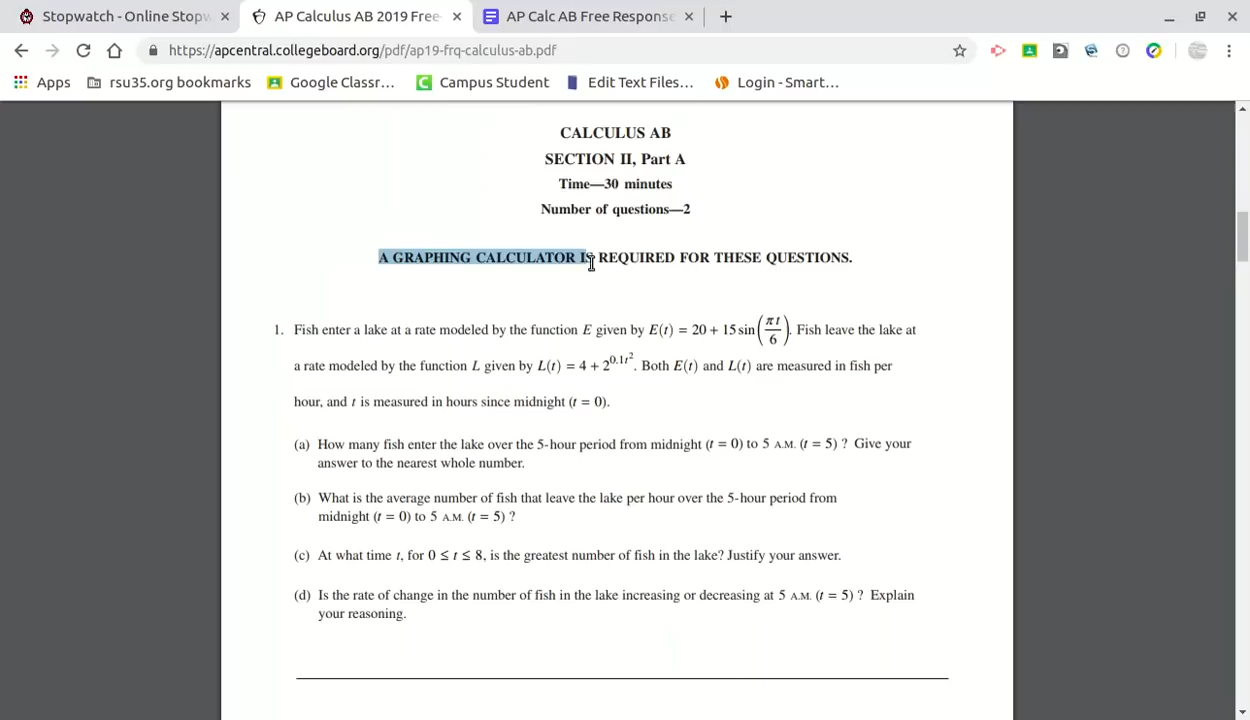 Stopwatch - Online Stopw
AP Calculus AB 2019 Free-
AP Calc AB Free Response
https://apcentral.collegeboard.org/pdf/ap19-frq-calculus-ab.pdf
Apps rsu35.org bookmarks Google Classr... Campus Student Edit Text Files... Login - Smart...
CALCULUS AB
SECTION II, Part A
Time—30 minutes
Number of questions—2
A GRAPHING CALCULATOR IS REQUIRED FOR THESE QUESTIONS.
1. Fish enter a lake at a rate modeled by the function E given by E(t) = 20 + 15 sin(πt/6). Fish leave the lake at
a rate modeled by the function L given by L(t) = 4 + 2^(0.1t²). Both E(t) and L(t) are measured in fish per
hour, and t is measured in hours since midnight (t = 0).
(a) How many fish enter the lake over the 5-hour period from midnight (t = 0) to 5 A.M. (t = 5) ? Give your
answer to the nearest whole number.
(b) What is the average number of fish that leave the lake per hour over the 5-hour period from
midnight (t = 0) to 5 A.M. (t = 5) ?
(c) At what time t, for 0 ≤ t ≤ 8, is the greatest number of fish in the lake? Justify your answer.
(d) Is the rate of change in the number of fish in the lake increasing or decreasing at 5 A.M. (t = 5) ? Explain
your reasoning.